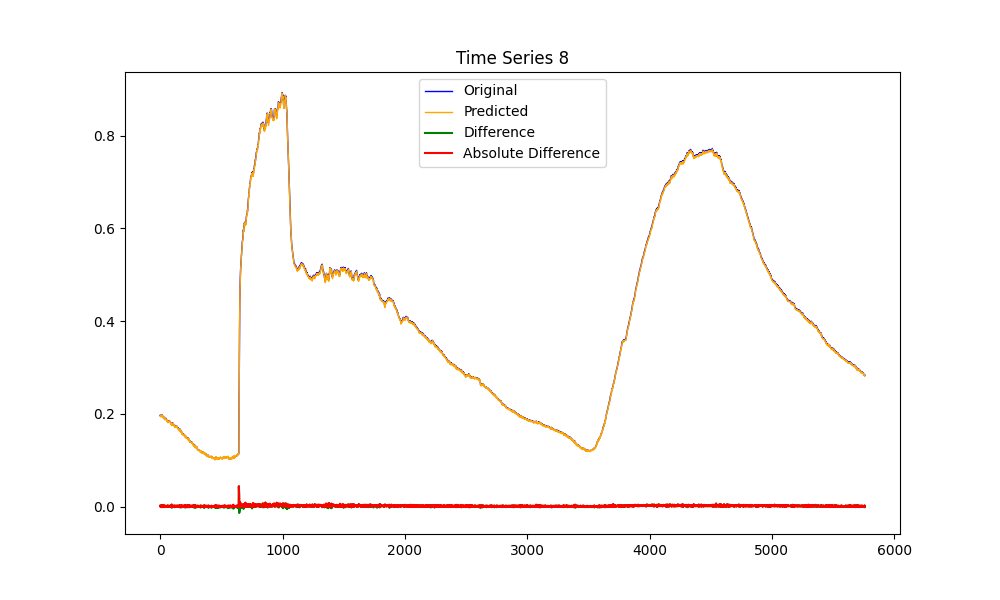 Time Series 8
Original
Predicted
Difference
Absolute Difference
0.8
0.6
0.4
0.2
0.0
0 1000 2000 3000 4000 5000 6000